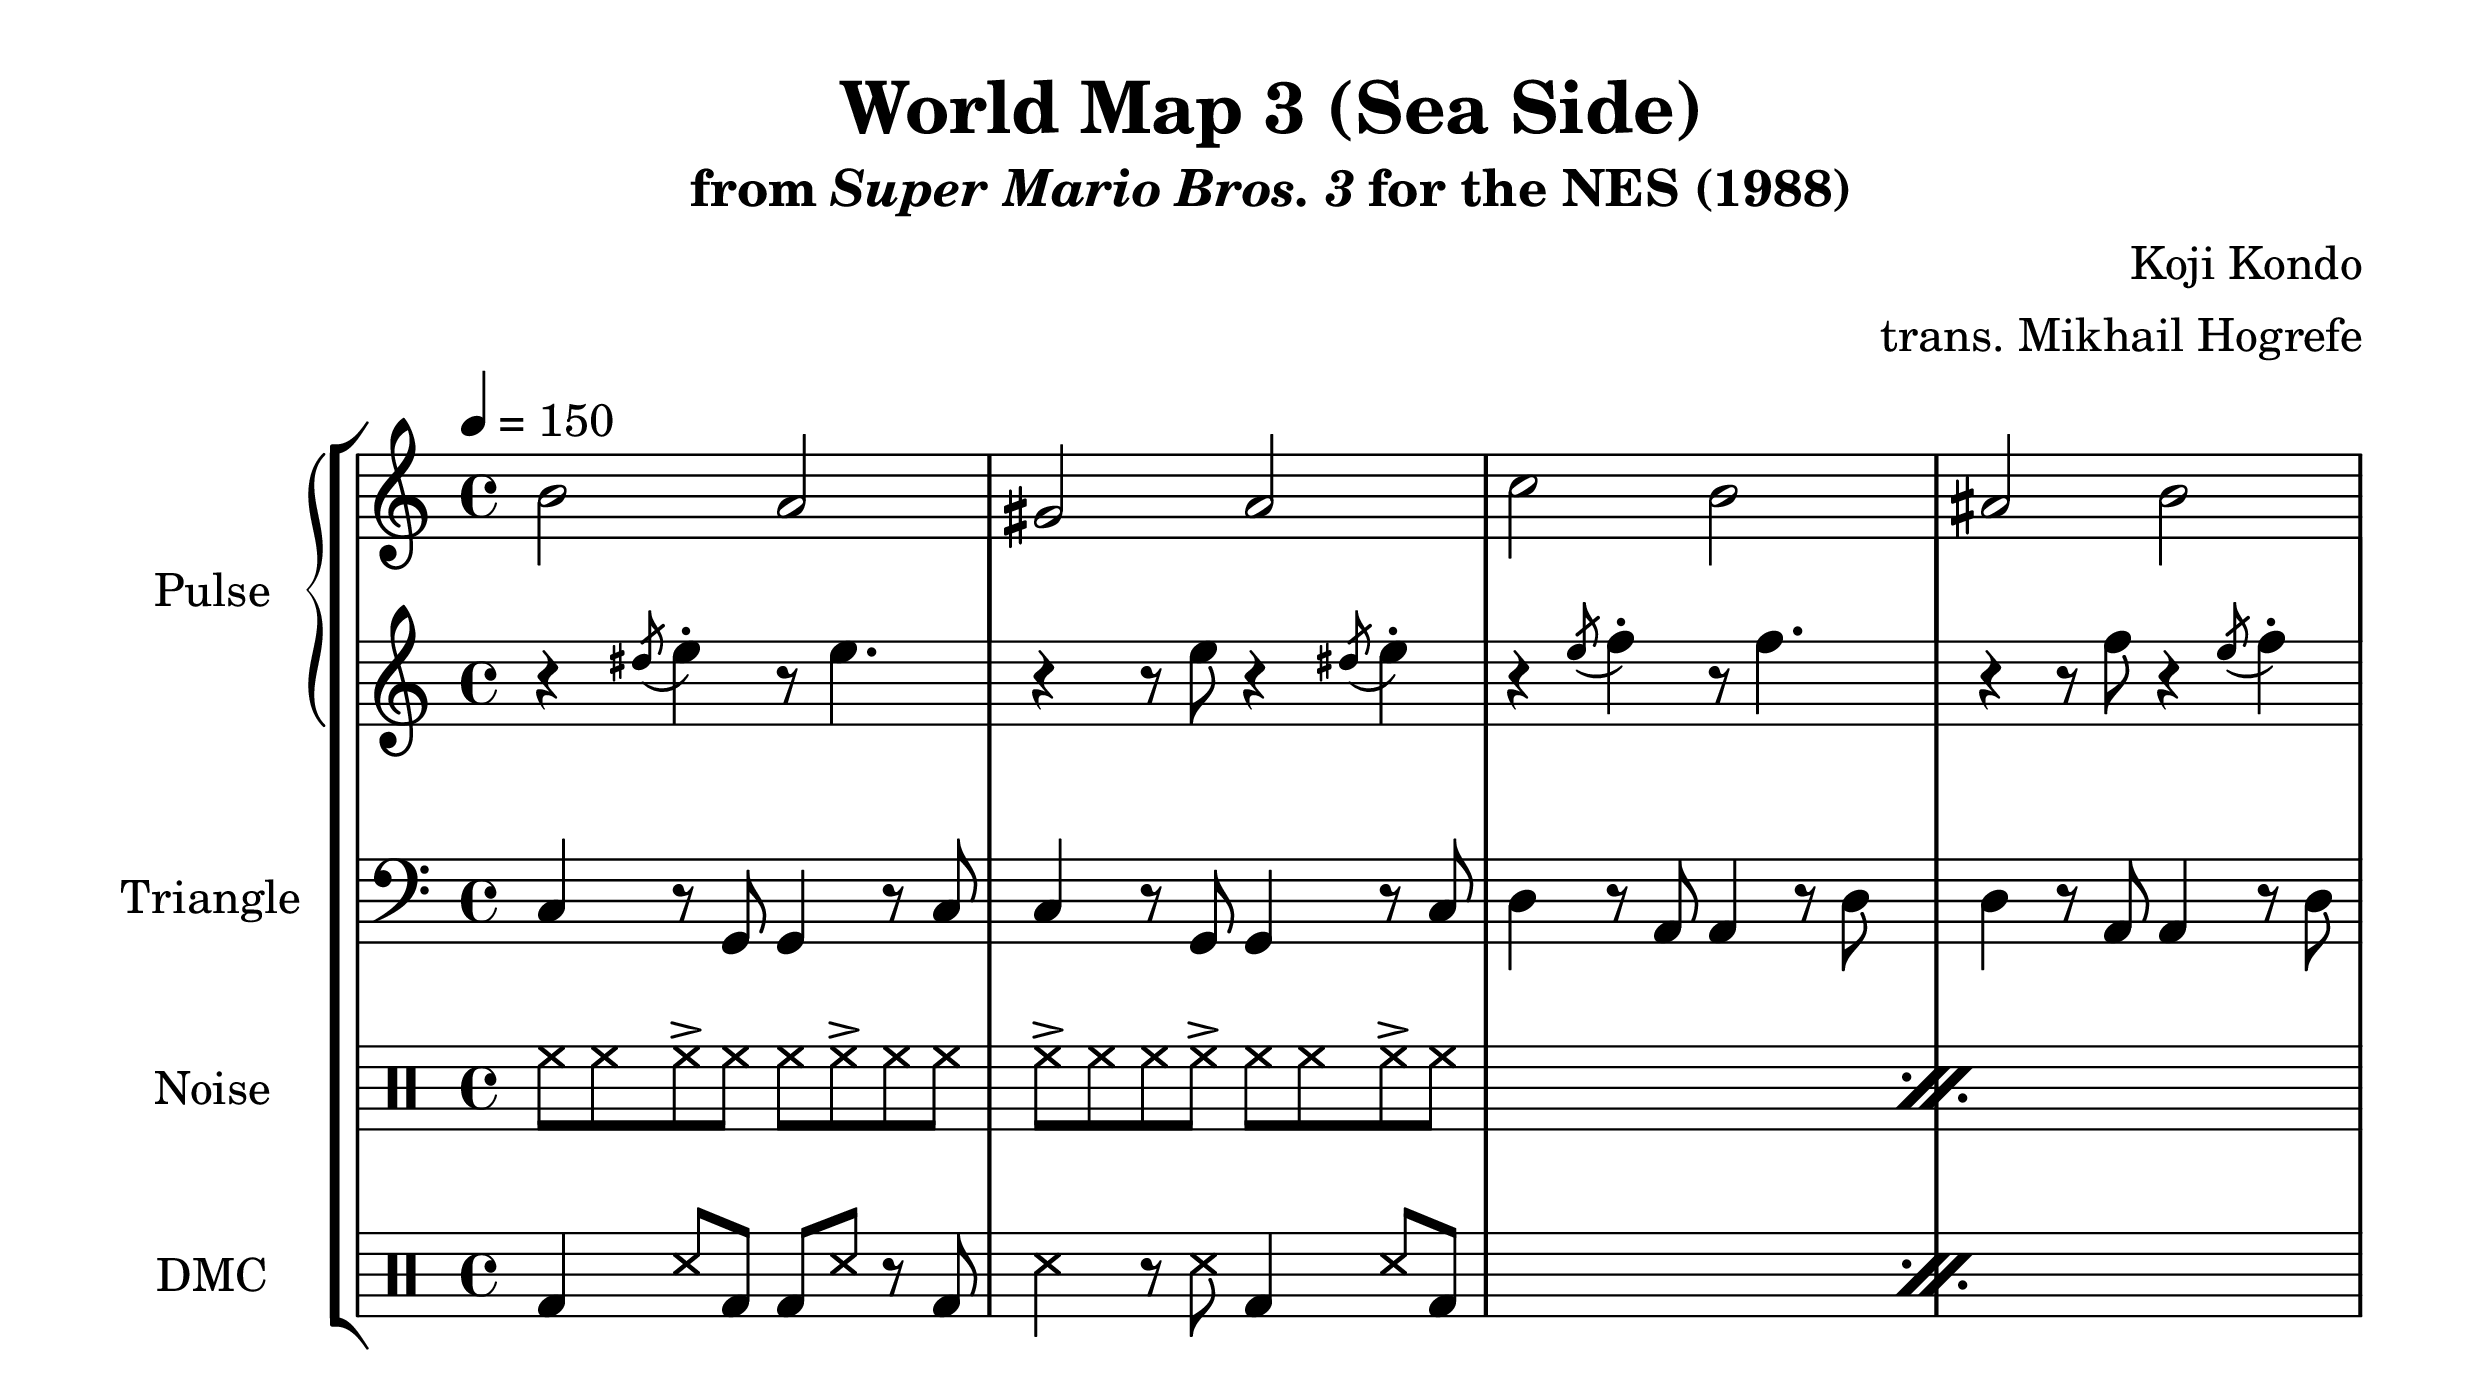 World Map 3 (Sea Side)
from Super Mario Bros. 3 for the NES (1988)
Koji Kondo
trans. Mikhail Hogrefe
= 150
Pulse
Triangle
Noise
DMC